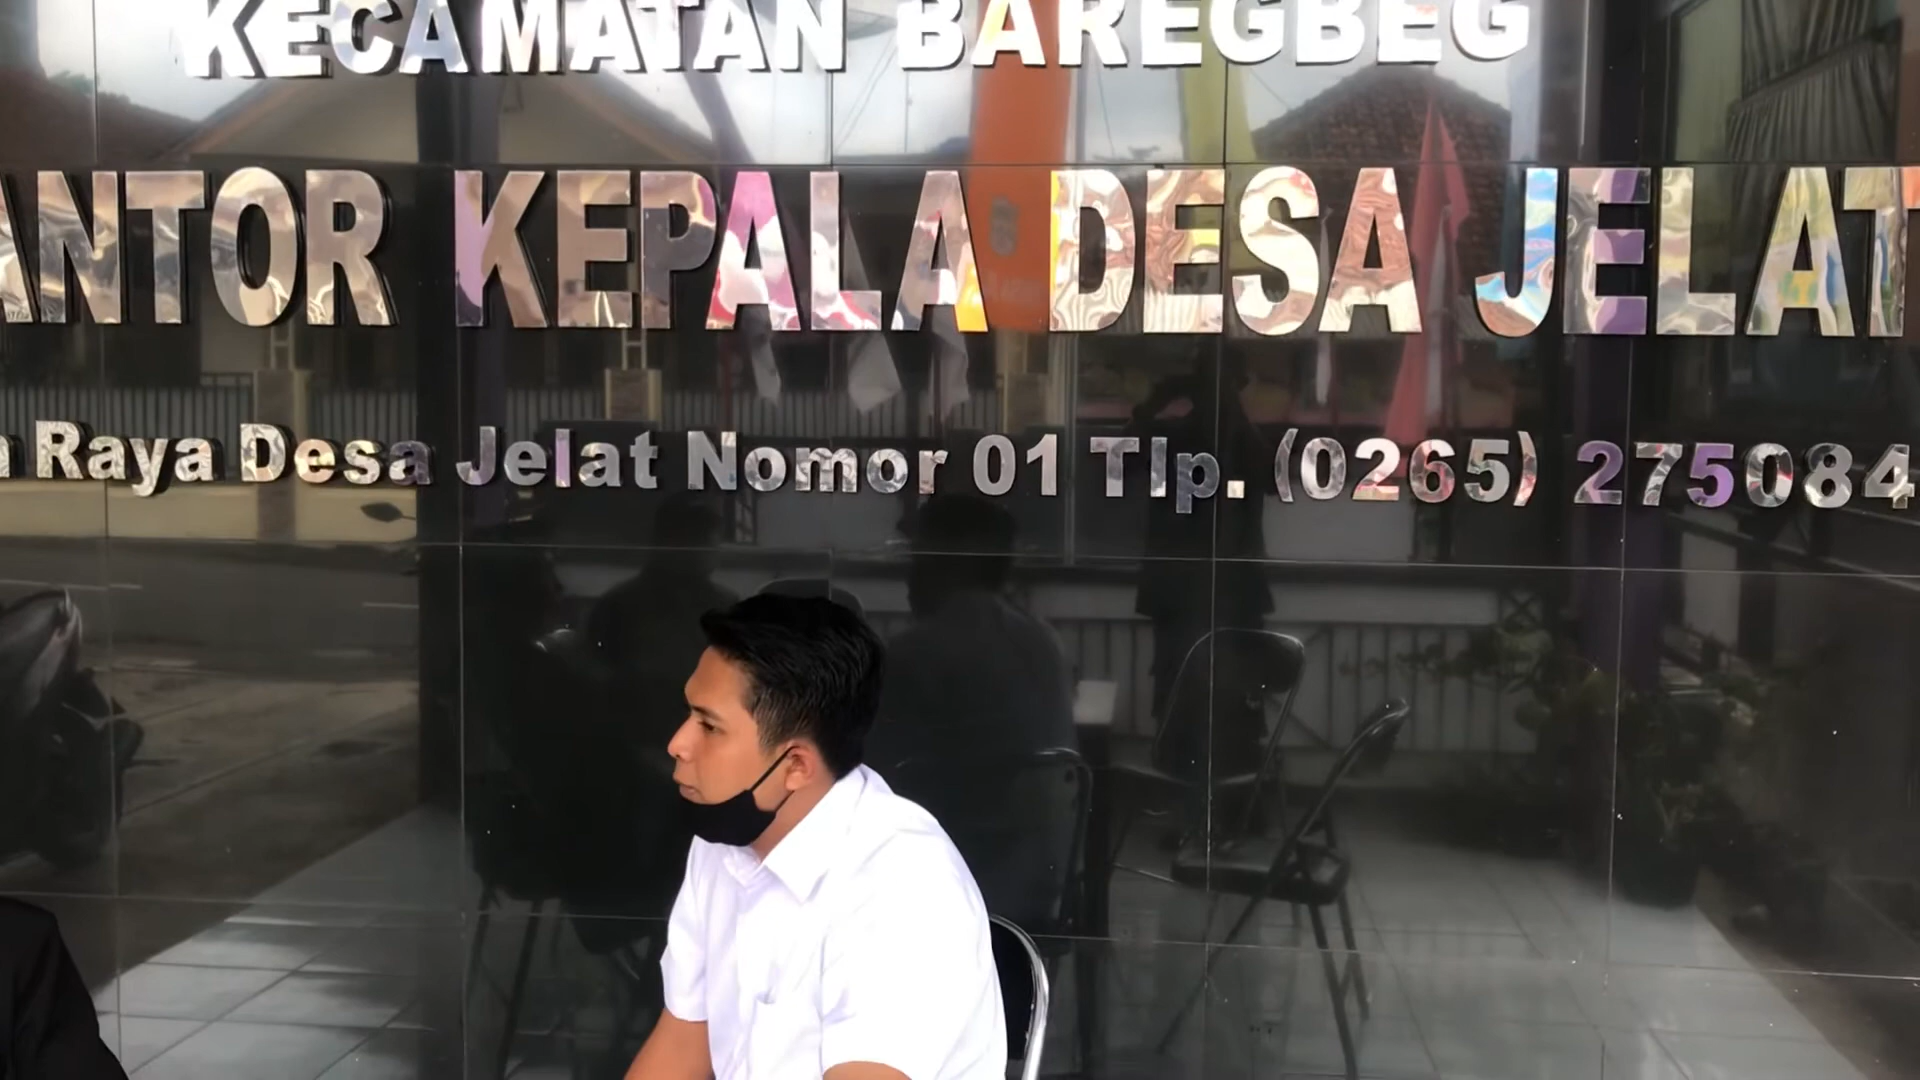 KECAMATAN BAREGBEG
ANTOR KEPALA DESA JELAT
Raya Desa Jelat Nomor 01 Tlp. (0265) 275084